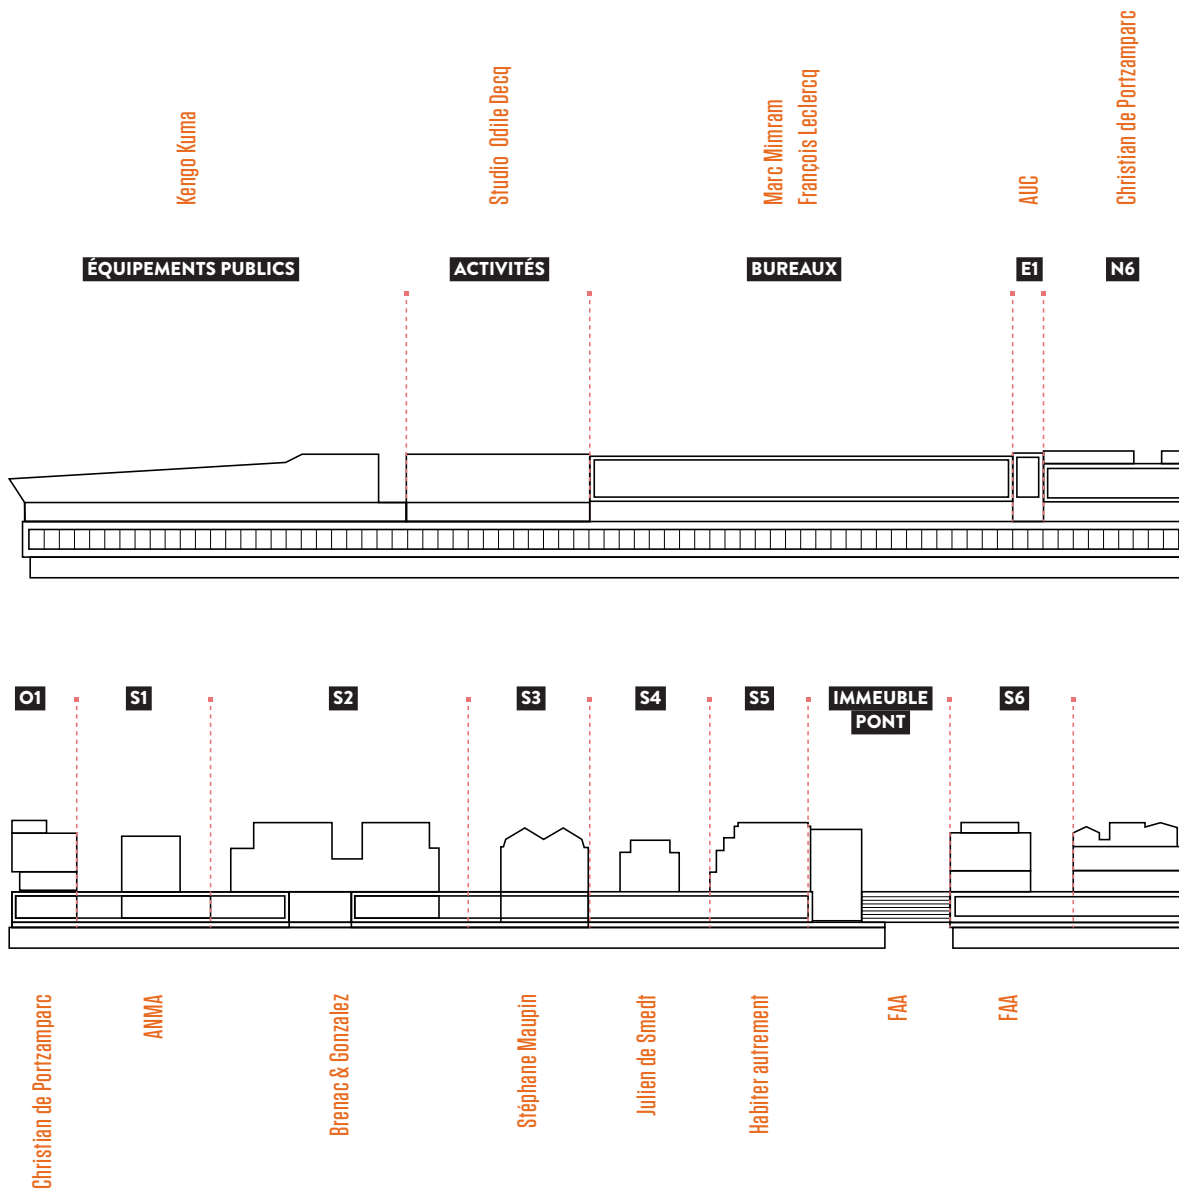 Kengo Kuma
Studio Odile Decq
Marc Mimram
François Leclercq
AUC
Christian de Portzamparc
ÉQUIPEMENTS PUBLICS
ACTIVITÉS
BUREAUX
E1
N6
O1
S1
S2
S3
S4
S5
IMMEUBLE
PONT
S6
Christian de Portzamparc
ANMA
Brenac & Gonzalez
Stéphane Maupin
Julien de Smedt
Habiter autrement
FAA
FAA